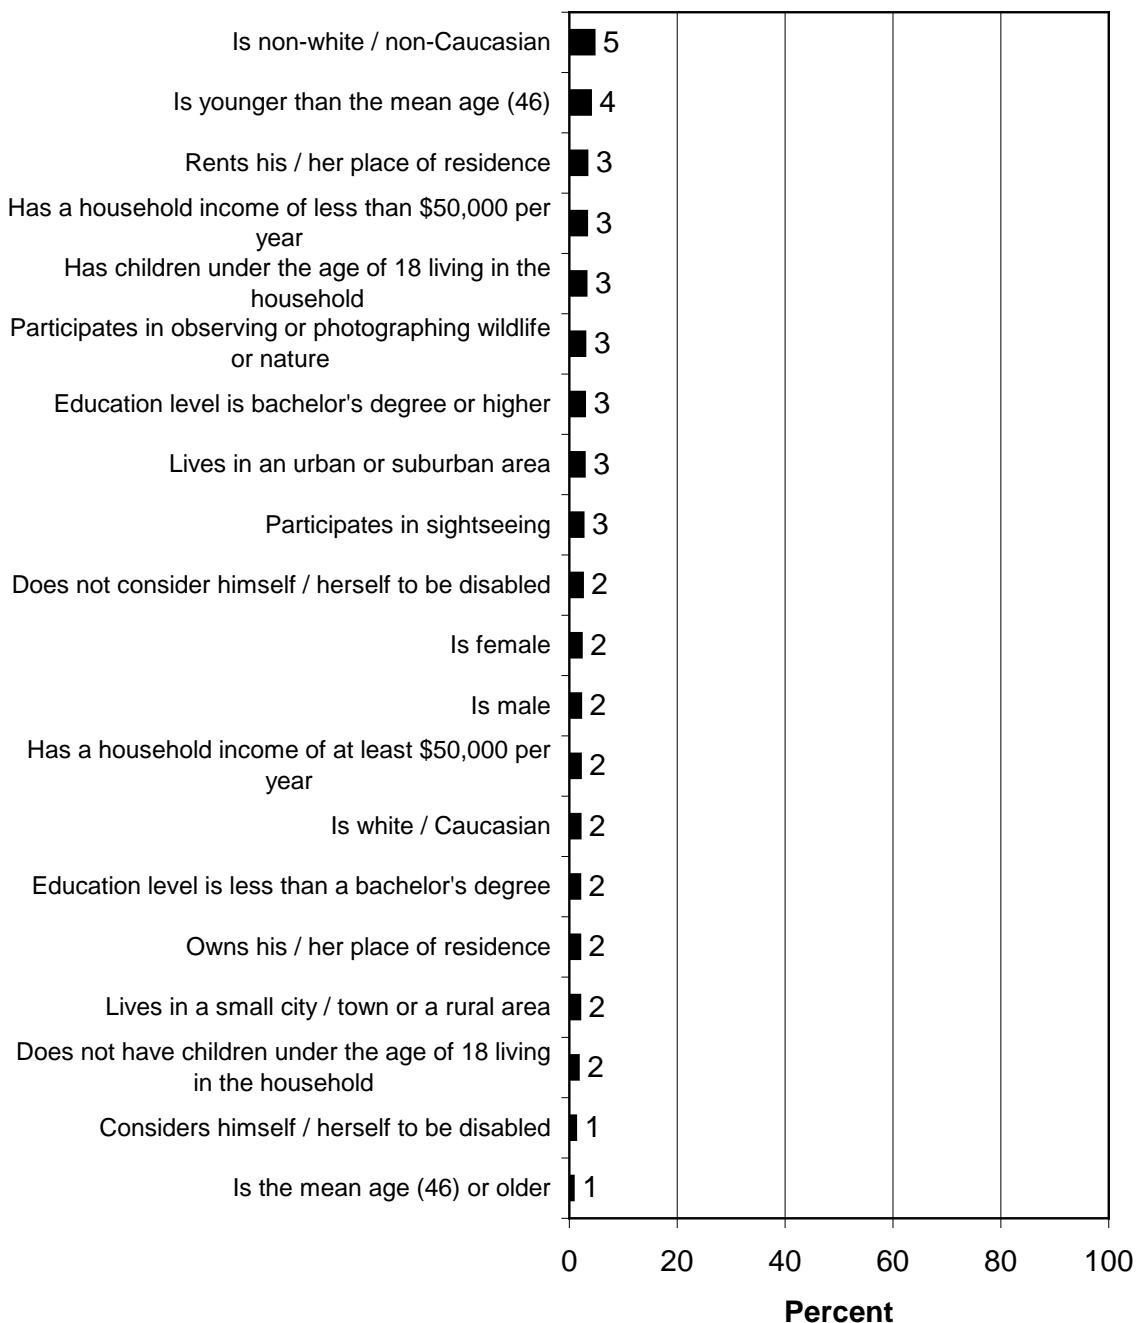 Is non-white / non-Caucasian 5
Is younger than the mean age (46) 4
Rents his / her place of residence 3
Has a household income of less than $50,000 per
year 3
Has children under the age of 18 living in the
household 3
Participates in observing or photographing wildlife
or nature 3
Education level is bachelor's degree or higher 3
Lives in an urban or suburban area 3
Participates in sightseeing 3
Does not consider himself / herself to be disabled 2
Is female 2
Is male 2
Has a household income of at least $50,000 per
year 2
Is white / Caucasian 2
Education level is less than a bachelor's degree 2
Owns his / her place of residence 2
Lives in a small city / town or a rural area 2
Does not have children under the age of 18 living
in the household 2
Considers himself / herself to be disabled 1
Is the mean age (46) or older 1
0 20 40 60 80 100
Percent